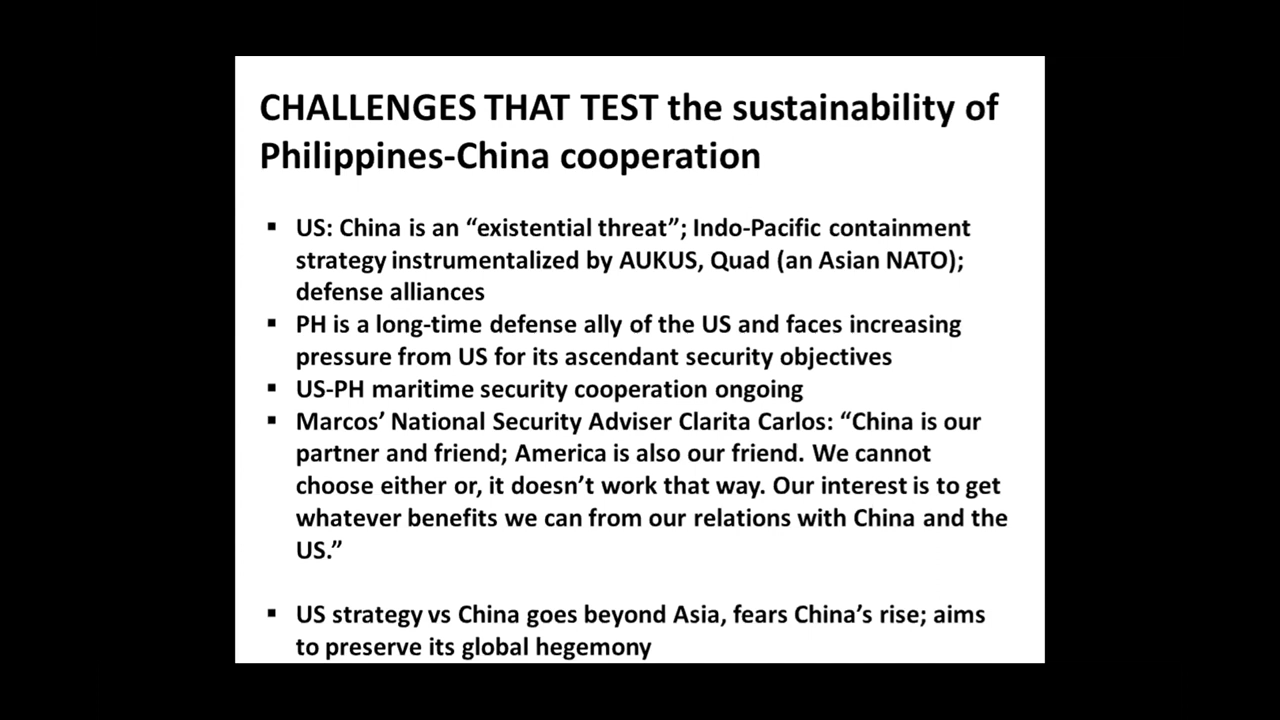 CHALLENGES THAT TEST the sustainability of
Philippines-China cooperation
▪ US: China is an “existential threat”; Indo-Pacific containment
strategy instrumentalized by AUKUS, Quad (an Asian NATO);
defense alliances
▪ PH is a long-time defense ally of the US and faces increasing
pressure from US for its ascendant security objectives
▪ US-PH maritime security cooperation ongoing
▪ Marcos’ National Security Adviser Clarita Carlos: “China is our
partner and friend; America is also our friend. We cannot
choose either or, it doesn’t work that way. Our interest is to get
whatever benefits we can from our relations with China and the
US.”
▪ US strategy vs China goes beyond Asia, fears China’s rise; aims
to preserve its global hegemony